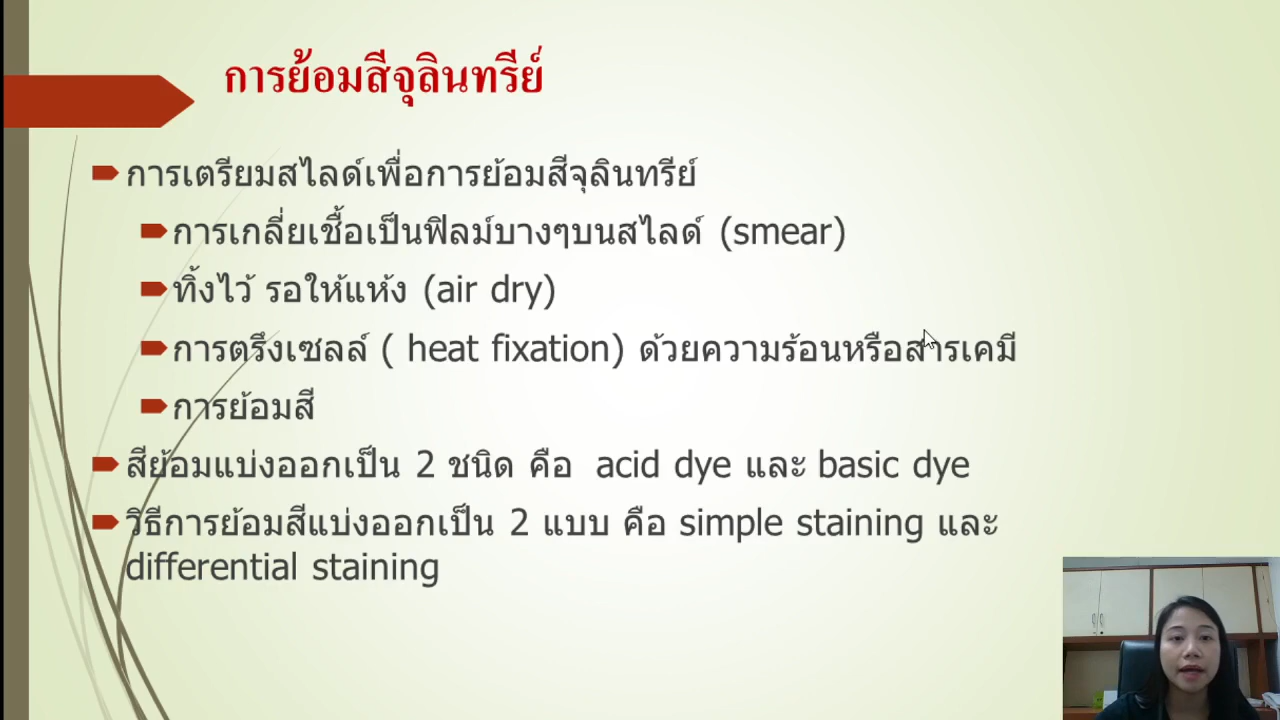 การย้อมสีจุลินทรีย์
การเตรียมสไลด์เพื่อการย้อมสีจุลินทรีย์
การเกลี่ยเชื้อเป็นฟิลม์บางๆบนสไลด์ (smear)
ทิ้งไว้ รอให้แห้ง (air dry)
การตรึงเซลล์ ( heat fixation) ด้วยความร้อนหรือสารเคมี
การย้อมสี
สีย้อมแบ่งออกเป็น 2 ชนิด คือ acid dye และ basic dye
วิธีการย้อมสีแบ่งออกเป็น 2 แบบ คือ simple staining และ
differential staining